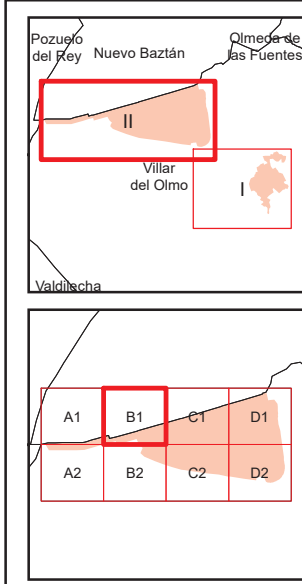 Pozuelo
del Rey
Nuevo Baztán
Olmeda de
las Fuentes
II
Villar
del Olmo
I
Valdilecha
A1
B1
C1
D1
A2
B2
C2
D2